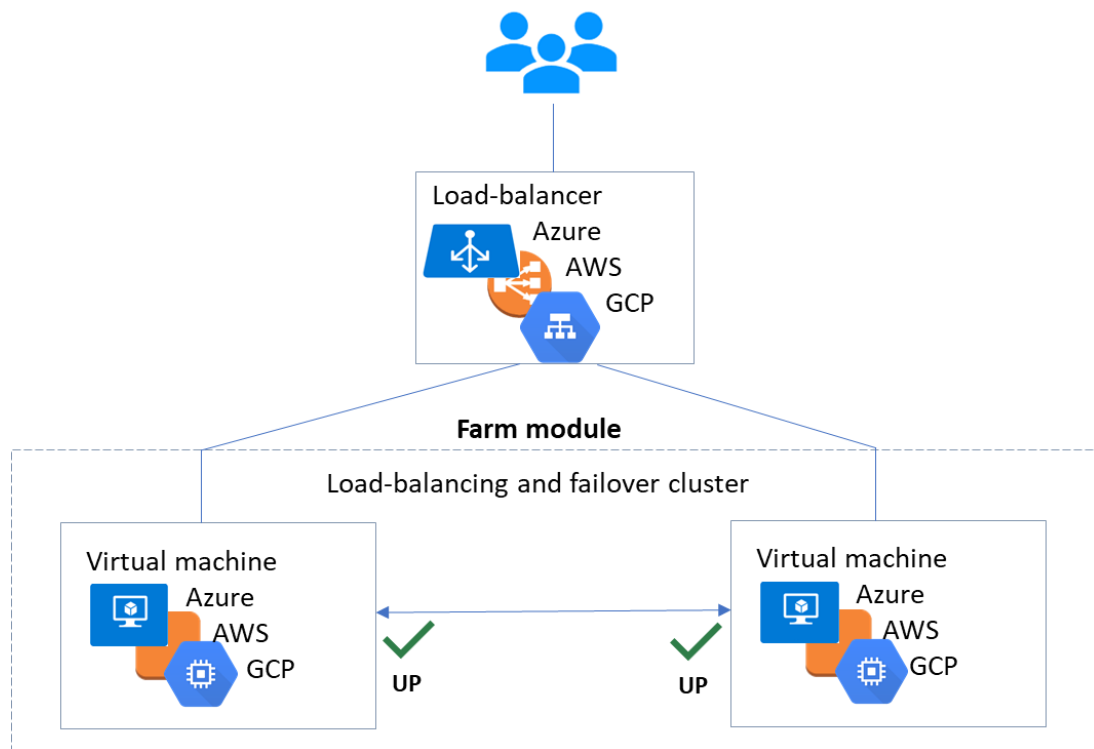 Load-balancer
Azure
AWS
GCP
Farm module
Load-balancing and failover cluster
Virtual machine
Azure
AWS
GCP
UP
Virtual machine
Azure
AWS
GCP
UP